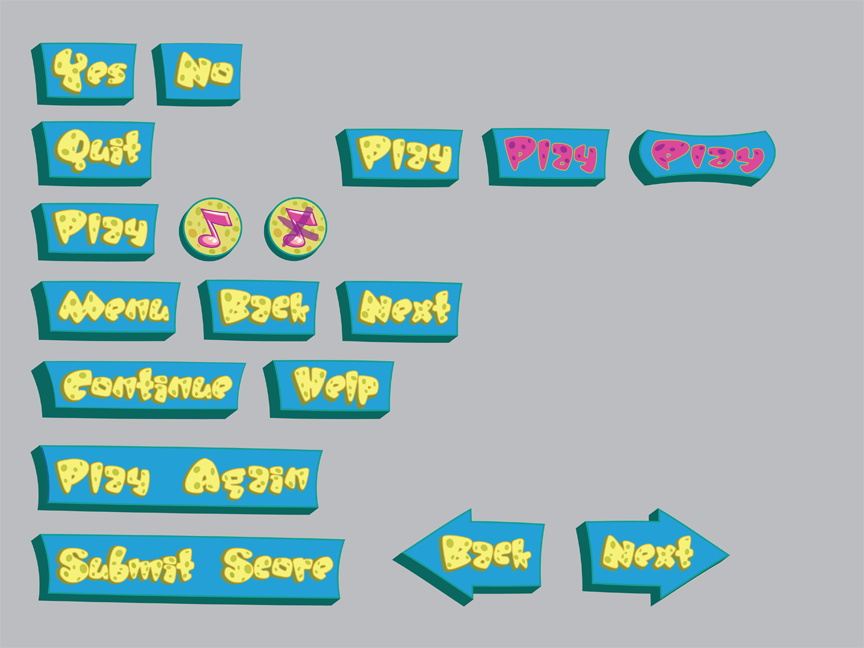 Yes No
Quit Play Play Play
Play
Menu Back Next
Continue Help
Play Again
Submit Score Back Next